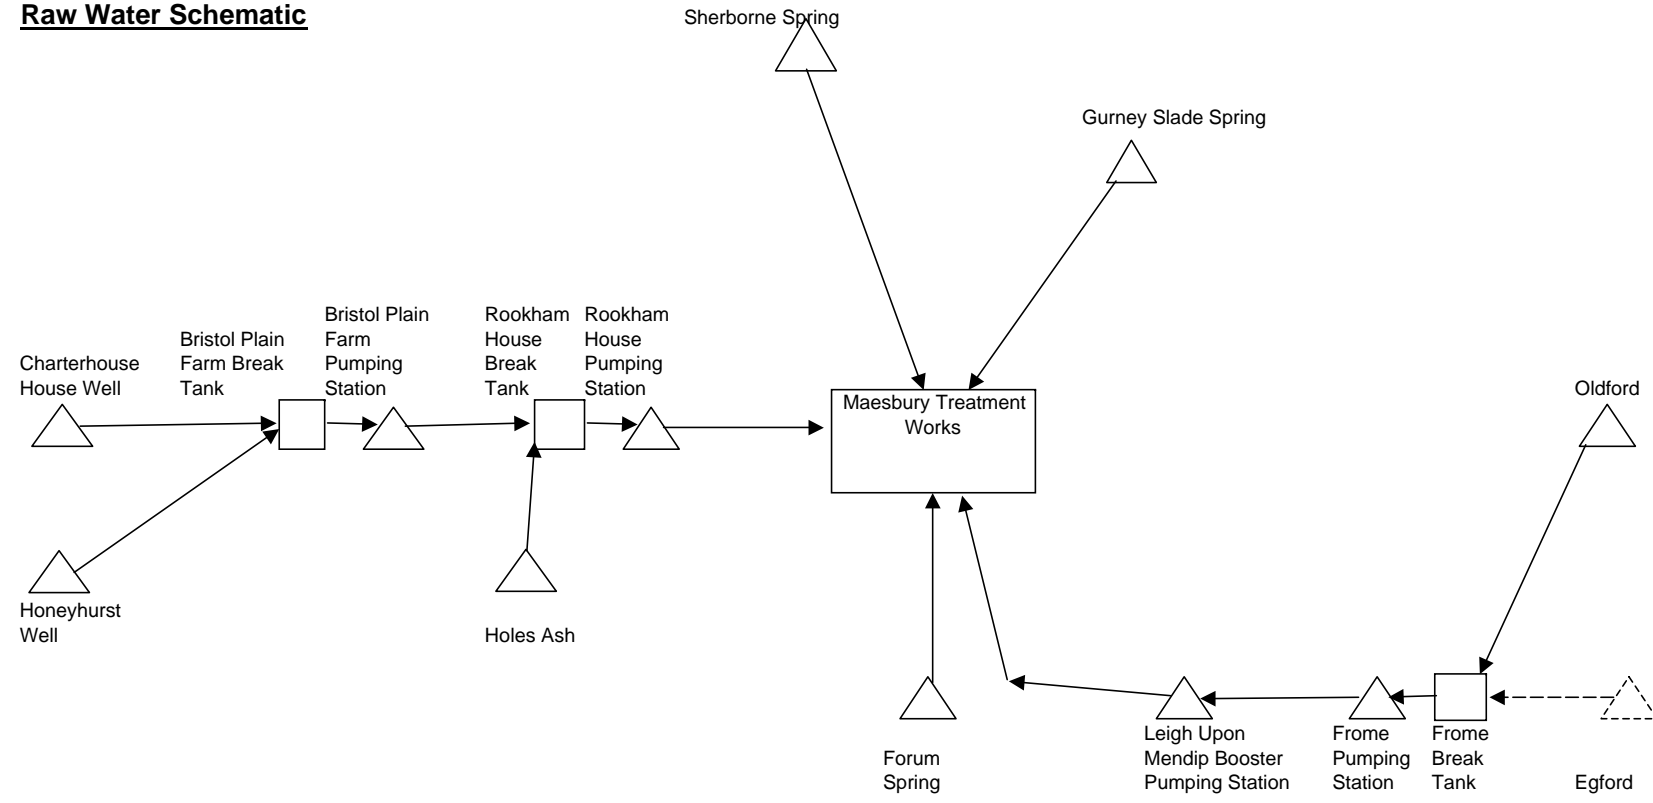 Raw Water Schematic
Sherborne Spring
Gurney Slade Spring
Charterhouse
House Well
Bristol Plain
Farm Break
Tank
Bristol Plain
Farm
Pumping
Station
Rookham
House
Break
Tank
Rookham
House
Pumping
Station
Maesbury Treatment
Works
Oldford
Honeyhurst
Well
Holes Ash
Forum
Spring
Leigh Upon
Mendip Booster
Pumping Station
Frome
Pumping
Station
Frome
Break
Tank
Egford